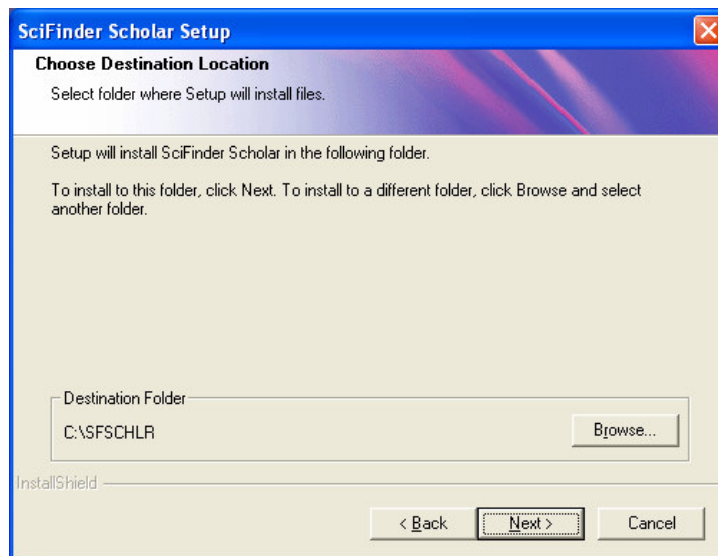 SciFinder Scholar Setup
Choose Destination Location
Select folder where Setup will install files.
Setup will install SciFinder Scholar in the following folder.
To install to this folder, click Next. To install to a different folder, click Browse and select
another folder.
Destination Folder
C:\SFSCHLR
Browse...
InstallShield
< Back
Next >
Cancel